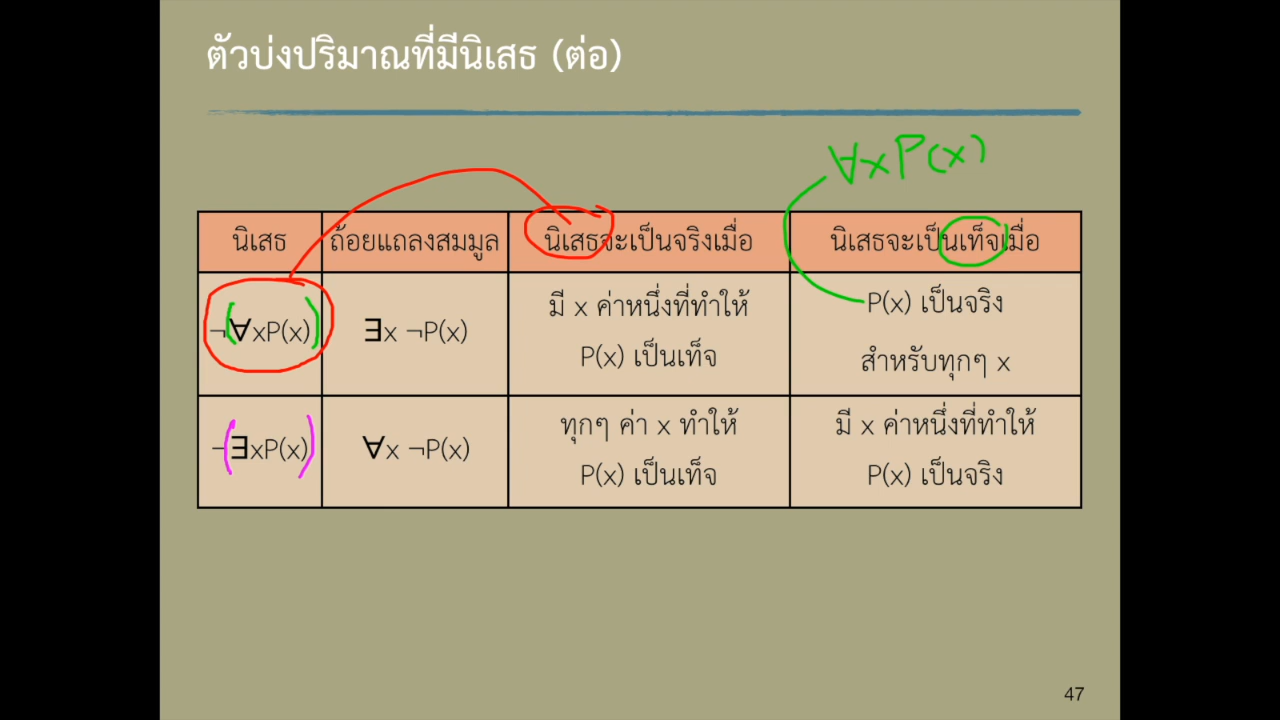 ตัวบ่งปริมาณที่มีนิเสธ (ต่อ)
∀xP(x)
นิเสธ
ถ้อยแถลงสมมูล
นิเสธจะเป็นจริงเมื่อ
นิเสธจะเป็นเท็จเมื่อ
¬(∀xP(x))
∃x ¬P(x)
มี x ค่าหนึ่งที่ทำให้
P(x) เป็นเท็จ
P(x) เป็นจริง
สำหรับทุกๆ x
¬(∃xP(x))
∀x ¬P(x)
ทุกๆ ค่า x ทำให้
P(x) เป็นเท็จ
มี x ค่าหนึ่งที่ทำให้
P(x) เป็นจริง
47